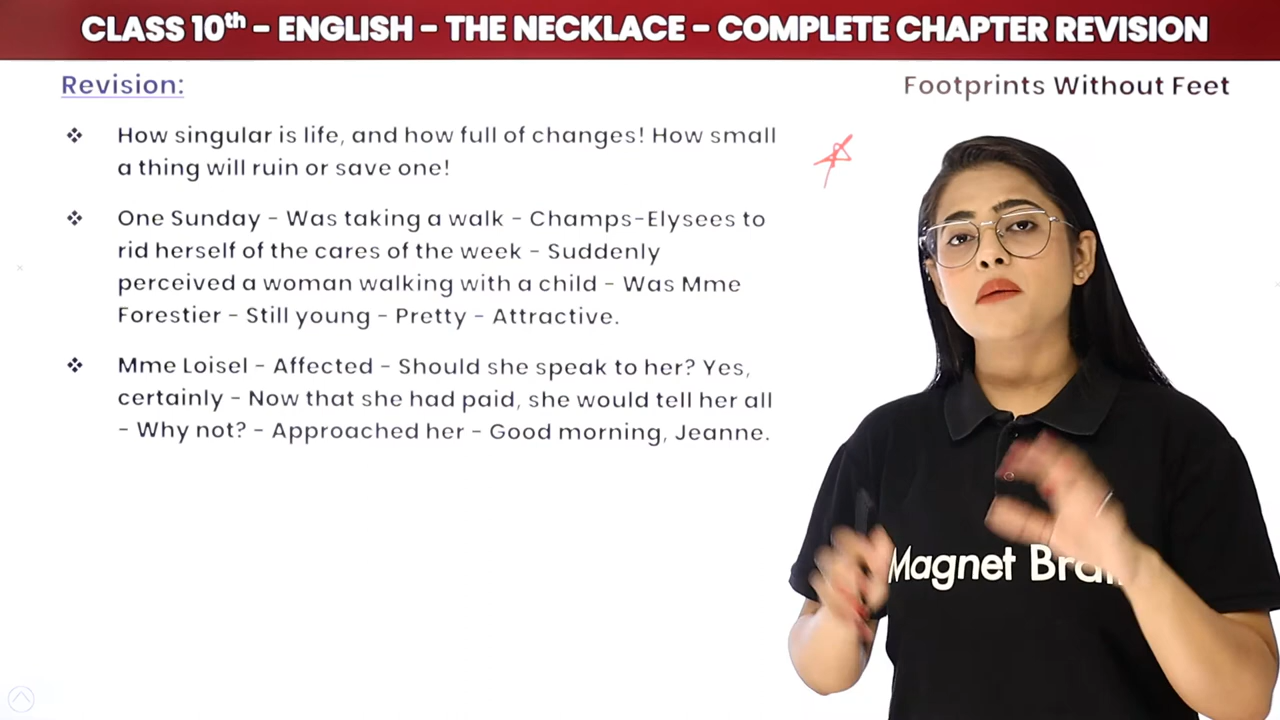 CLASS 10th – ENGLISH – THE NECKLACE – COMPLETE CHAPTER REVISION
Revision:
Footprints Without Feet
❖ How singular is life, and how full of changes! How small
a thing will ruin or save one!
❖ One Sunday - Was taking a walk - Champs-Elysees to
rid herself of the cares of the week - Suddenly
perceived a woman walking with a child - Was Mme
Forestier - Still young - Pretty - Attractive.
❖ Mme Loisel - Affected - Should she speak to her? Yes,
certainly - Now that she had paid, she would tell her all
- Why not? - Approached her - Good morning, Jeanne.
Magnet